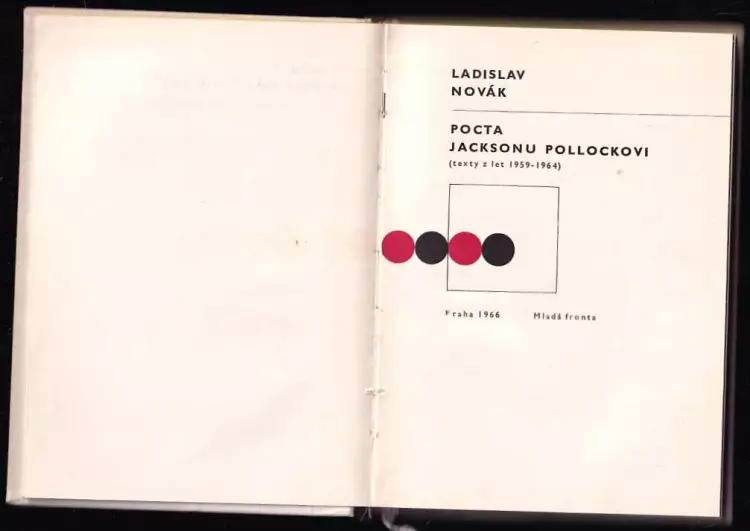 LADISLAV
NOVÁK
POCTA
JACKSONU POLLOCKOVI
(texty z let 1959-1964)
Praha 1966 Mladá fronta